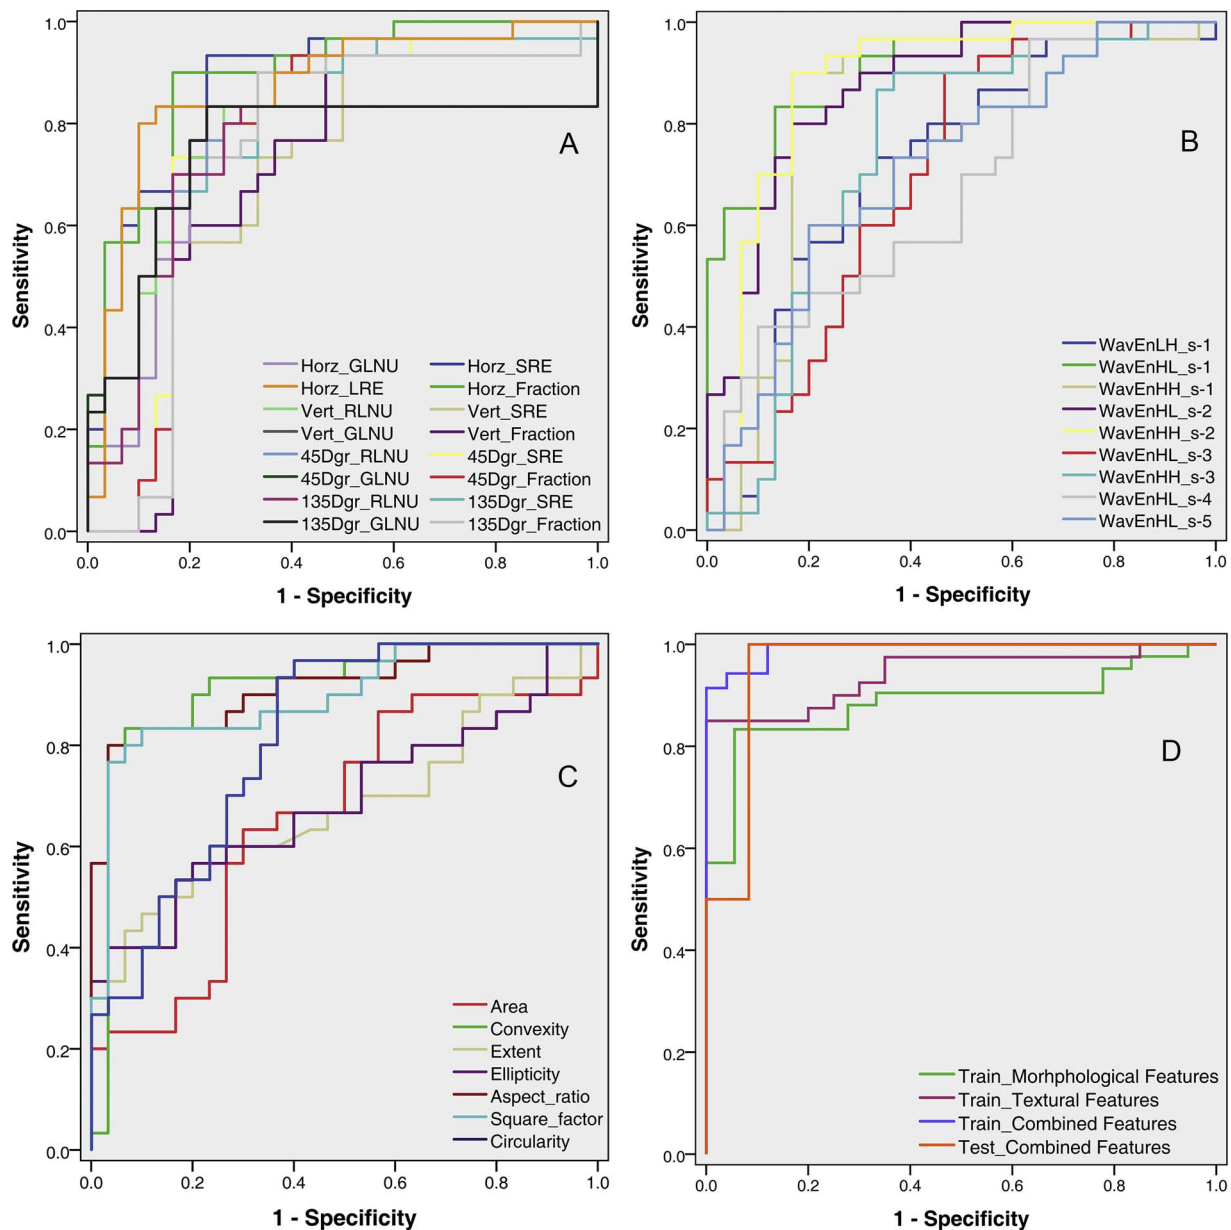 A
Sensitivity
1.0
0.8
0.6
0.4
0.2
0.0
Horz_GLNU
Horz_LRE
Vert_RLNU
Vert_GLNU
45Dgr_RLNU
45Dgr_GLNU
135Dgr_RLNU
135Dgr_GLNU
Horz_SRE
Horz_Fraction
Vert_SRE
Vert_Fraction
45Dgr_SRE
45Dgr_Fraction
135Dgr_SRE
135Dgr_Fraction
0.0 0.2 0.4 0.6 0.8 1.0
1 - Specificity
B
Sensitivity
1.0
0.8
0.6
0.4
0.2
0.0
WavEnLH_s-1
WavEnHL_s-1
WavEnHH_s-1
WavEnHL_s-2
WavEnHH_s-2
WavEnHL_s-3
WavEnHH_s-3
WavEnHL_s-4
WavEnHL_s-5
0.0 0.2 0.4 0.6 0.8 1.0
1 - Specificity
C
Sensitivity
1.0
0.8
0.6
0.4
0.2
0.0
Area
Convexity
Extent
Ellipticity
Aspect_ratio
Square_factor
Circularity
0.0 0.2 0.4 0.6 0.8 1.0
1 - Specificity
D
Sensitivity
1.0
0.8
0.6
0.4
0.2
0.0
Train_Morhphological Features
Train_Textural Features
Train_Combined Features
Test_Combined Features
0.0 0.2 0.4 0.6 0.8 1.0
1 - Specificity